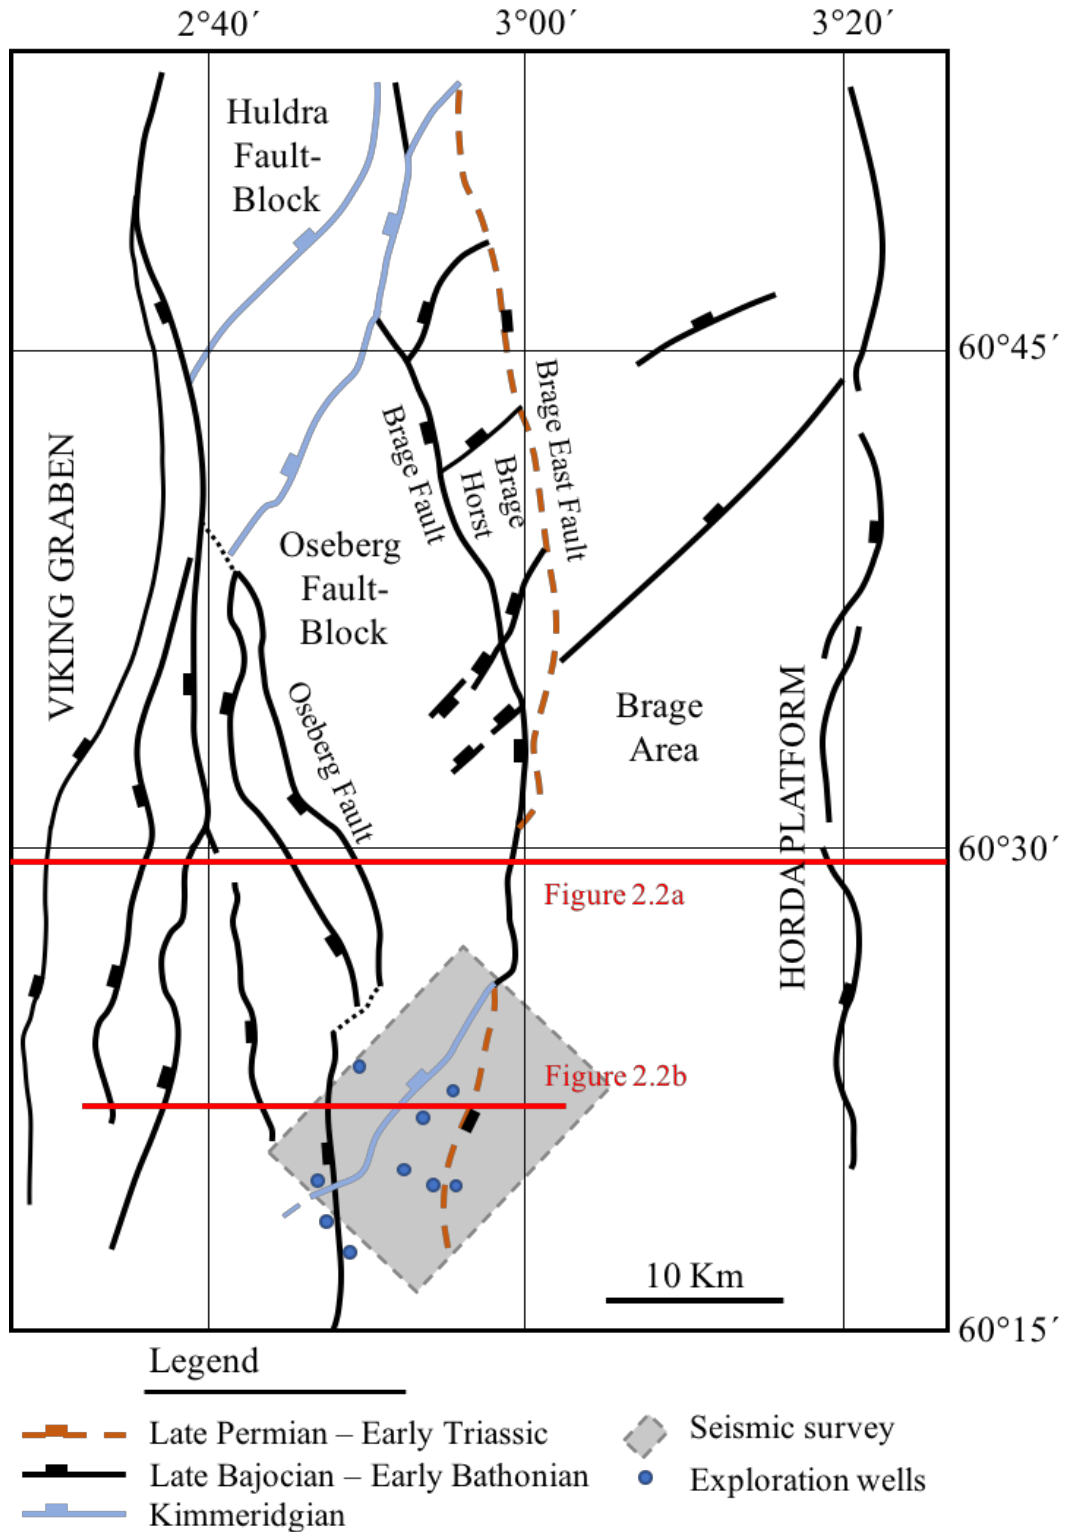 2°40´
3°00´
3°20´
Huldra
Fault-
Block
60°45´
Brage East Fault
Brage Fault
Brage
Horst
VIKING GRABEN
Oseberg
Fault-
Block
Oseberg Fault
Brage
Area
HORDA PLATFORM
60°30´
Figure 2.2a
Figure 2.2b
10 Km
60°15´
Legend
Late Permian – Early Triassic
Late Bajocian – Early Bathonian
Kimmeridgian
Seismic survey
Exploration wells